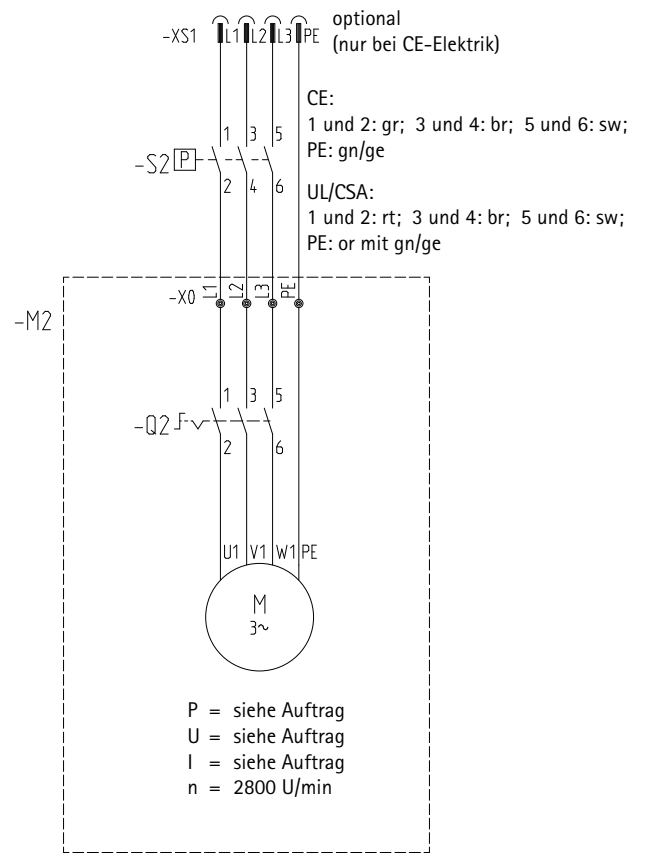 optional
-XS1 L1 L2 L3 PE (nur bei CE-Elektrik)
CE:
1 und 2: gr; 3 und 4: br; 5 und 6: sw;
PE: gn/ge
1 3 5
-S2 P
2 4 6
UL/CSA:
1 und 2: rt; 3 und 4: br; 5 und 6: sw;
PE: or mit gn/ge
-X0 L1 L2 L3 PE
-M2
1 3 5
-Q2
2 6
U1 V1 W1 PE
M
3~
P = siehe Auftrag
U = siehe Auftrag
I = siehe Auftrag
n = 2800 U/min